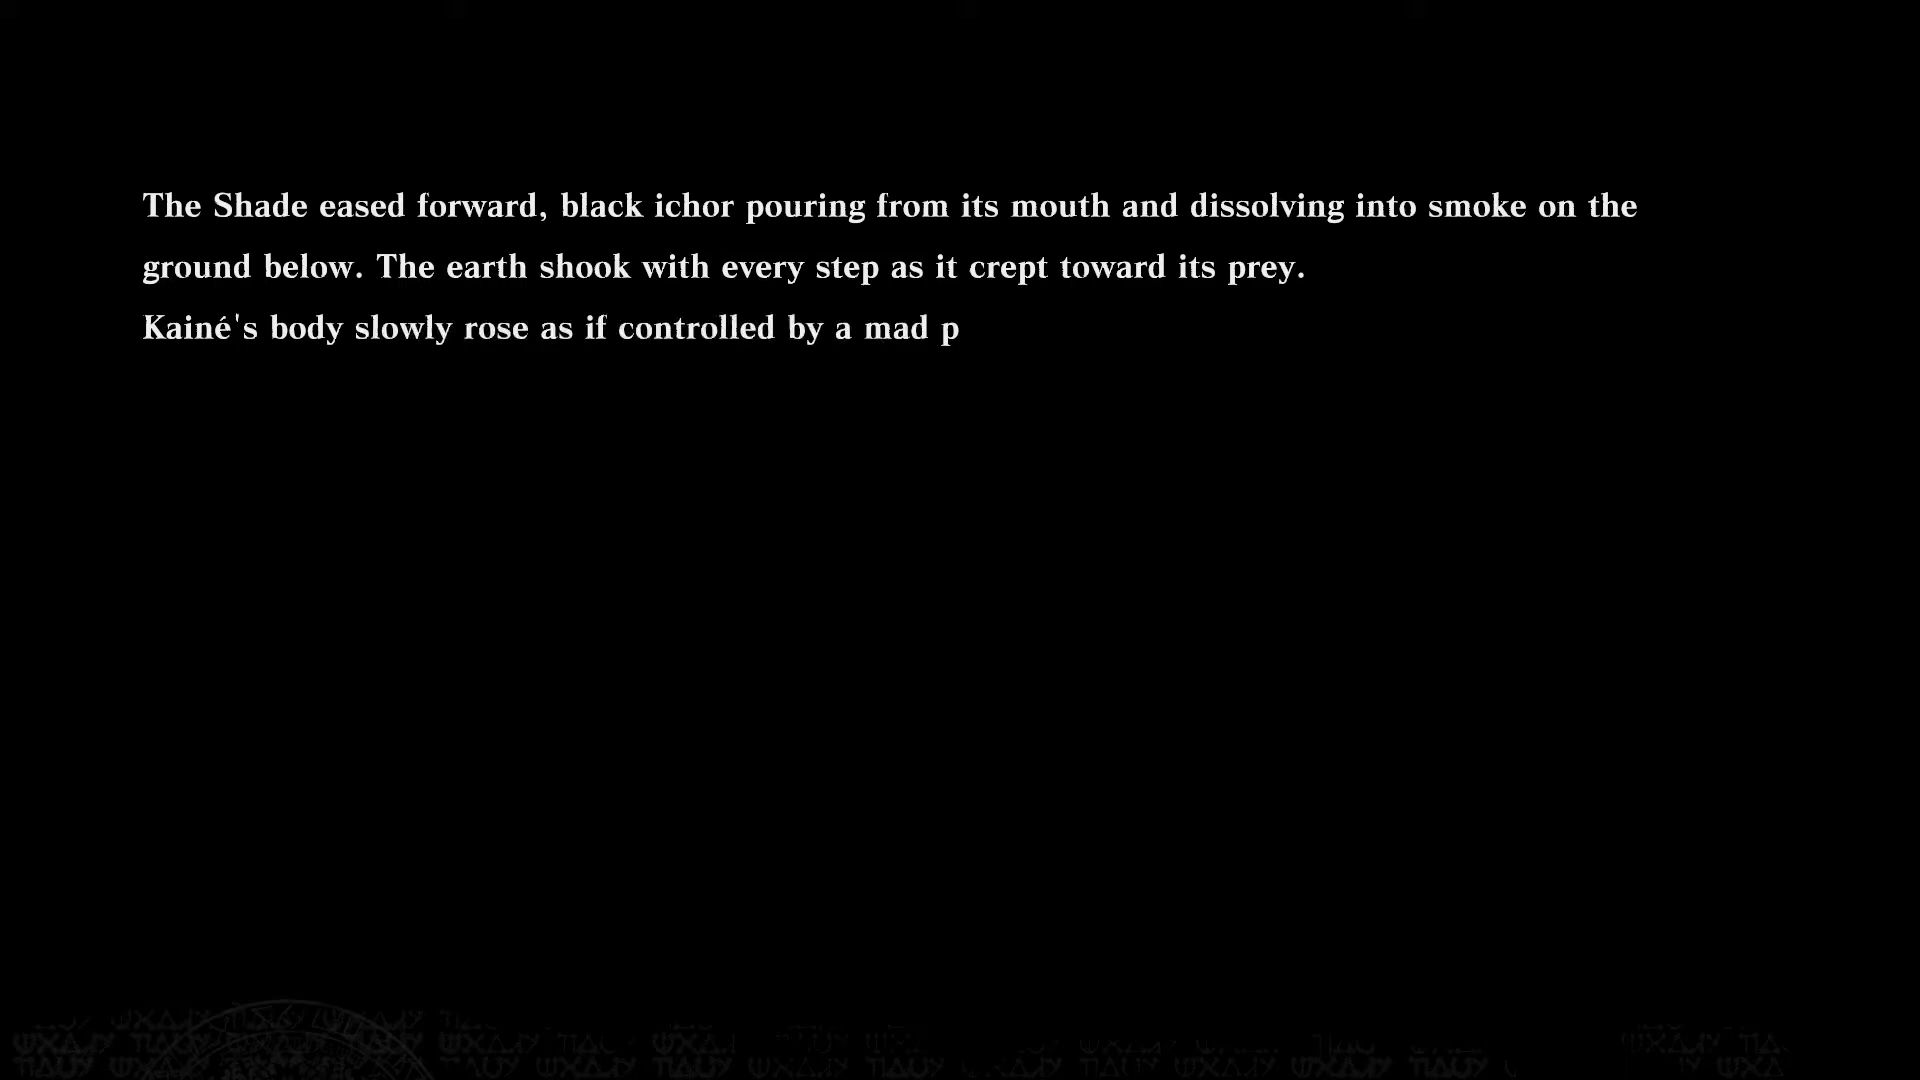 The Shade eased forward, black ichor pouring from its mouth and dissolving into smoke on the
ground below. The earth shook with every step as it crept toward its prey.
Kainé's body slowly rose as if controlled by a mad p